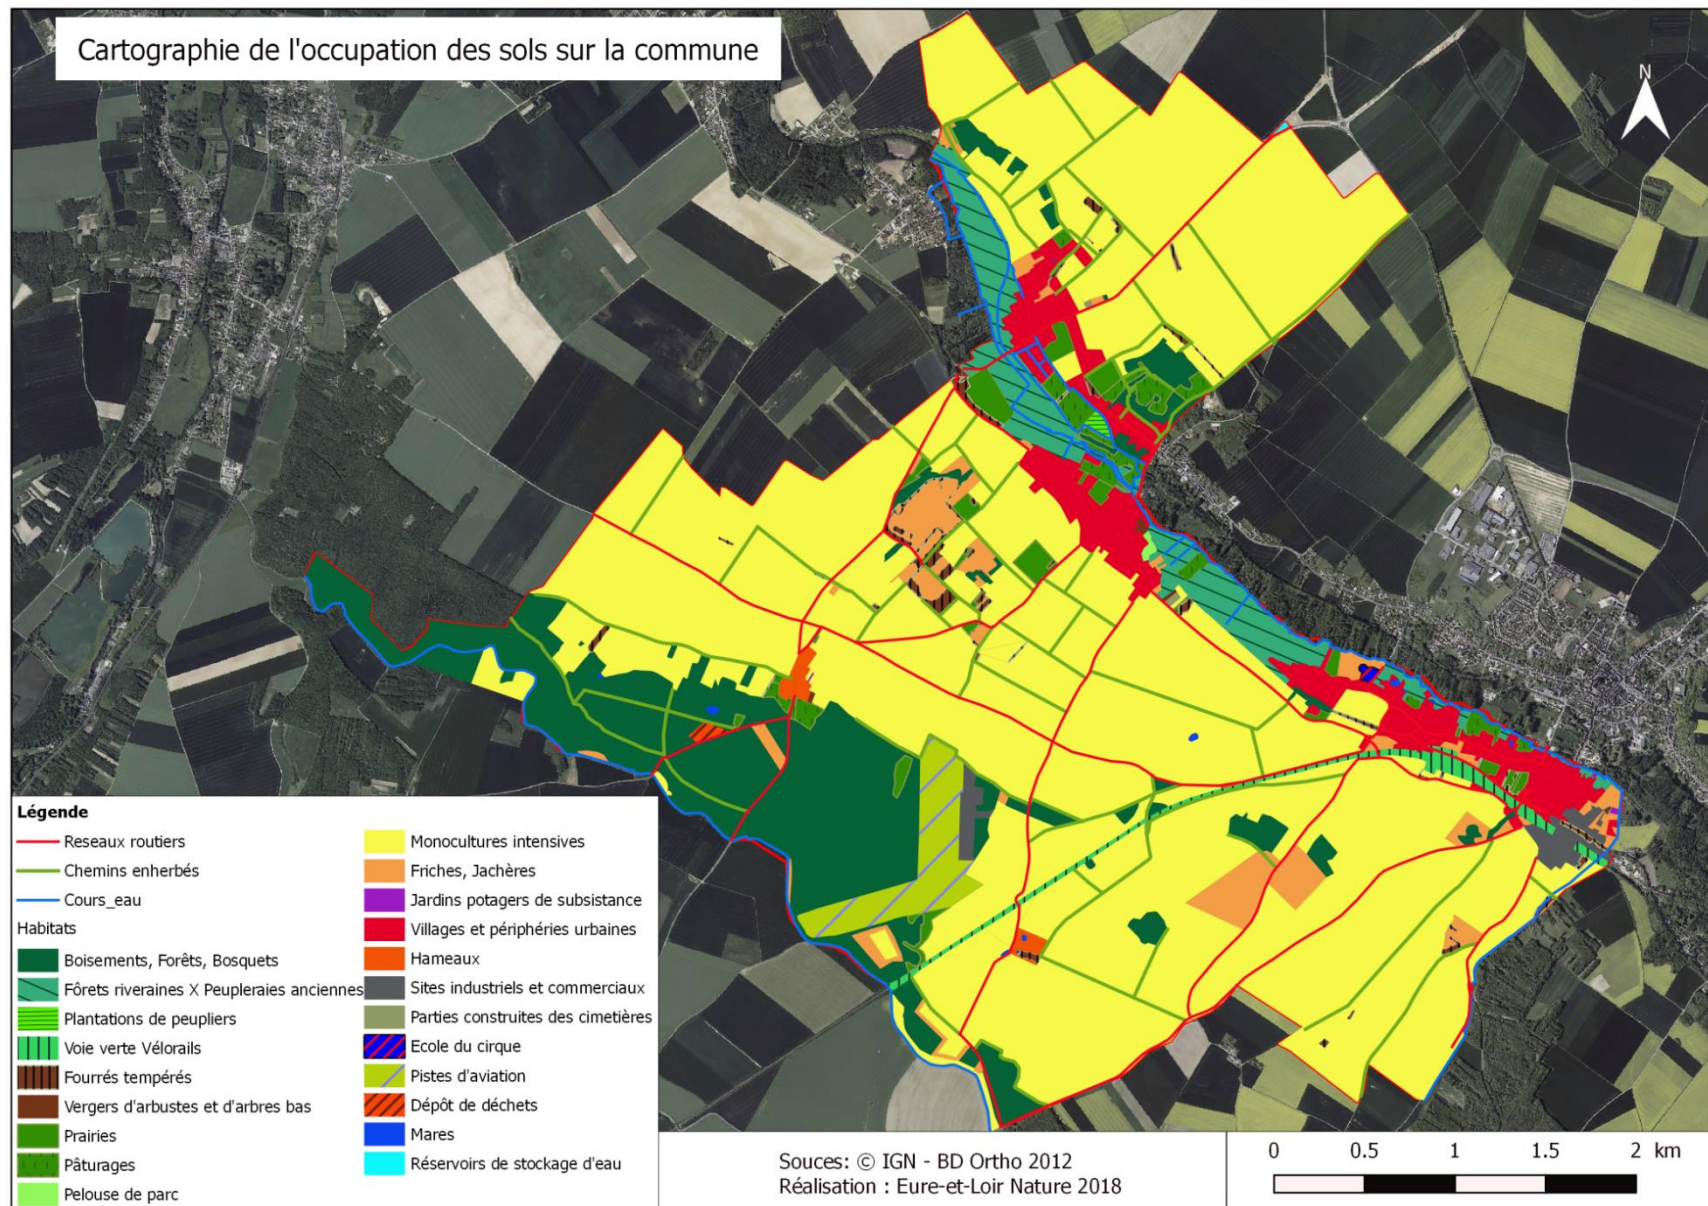 Cartographie de l'occupation des sols sur la commune
N
Légende
Reseaux routiers
Chemins enherbés
Cours_eau
Habitats
Boisements, Forêts, Bosquets
Fôrets riveraines X Peupleraies anciennes
Plantations de peupliers
Voie verte Vélorails
Fourrés tempérés
Vergers d'arbustes et d'arbres bas
Prairies
Pâturages
Pelouse de parc
Monocultures intensives
Friches, Jachères
Jardins potagers de subsistance
Villages et périphéries urbaines
Hameaux
Sites industriels et commerciaux
Parties construites des cimetières
Ecole du cirque
Pistes d'aviation
Dépôt de déchets
Mares
Réservoirs de stockage d'eau
Souces: © IGN - BD Ortho 2012
Réalisation : Eure-et-Loir Nature 2018
0 0.5 1 1.5 2 km